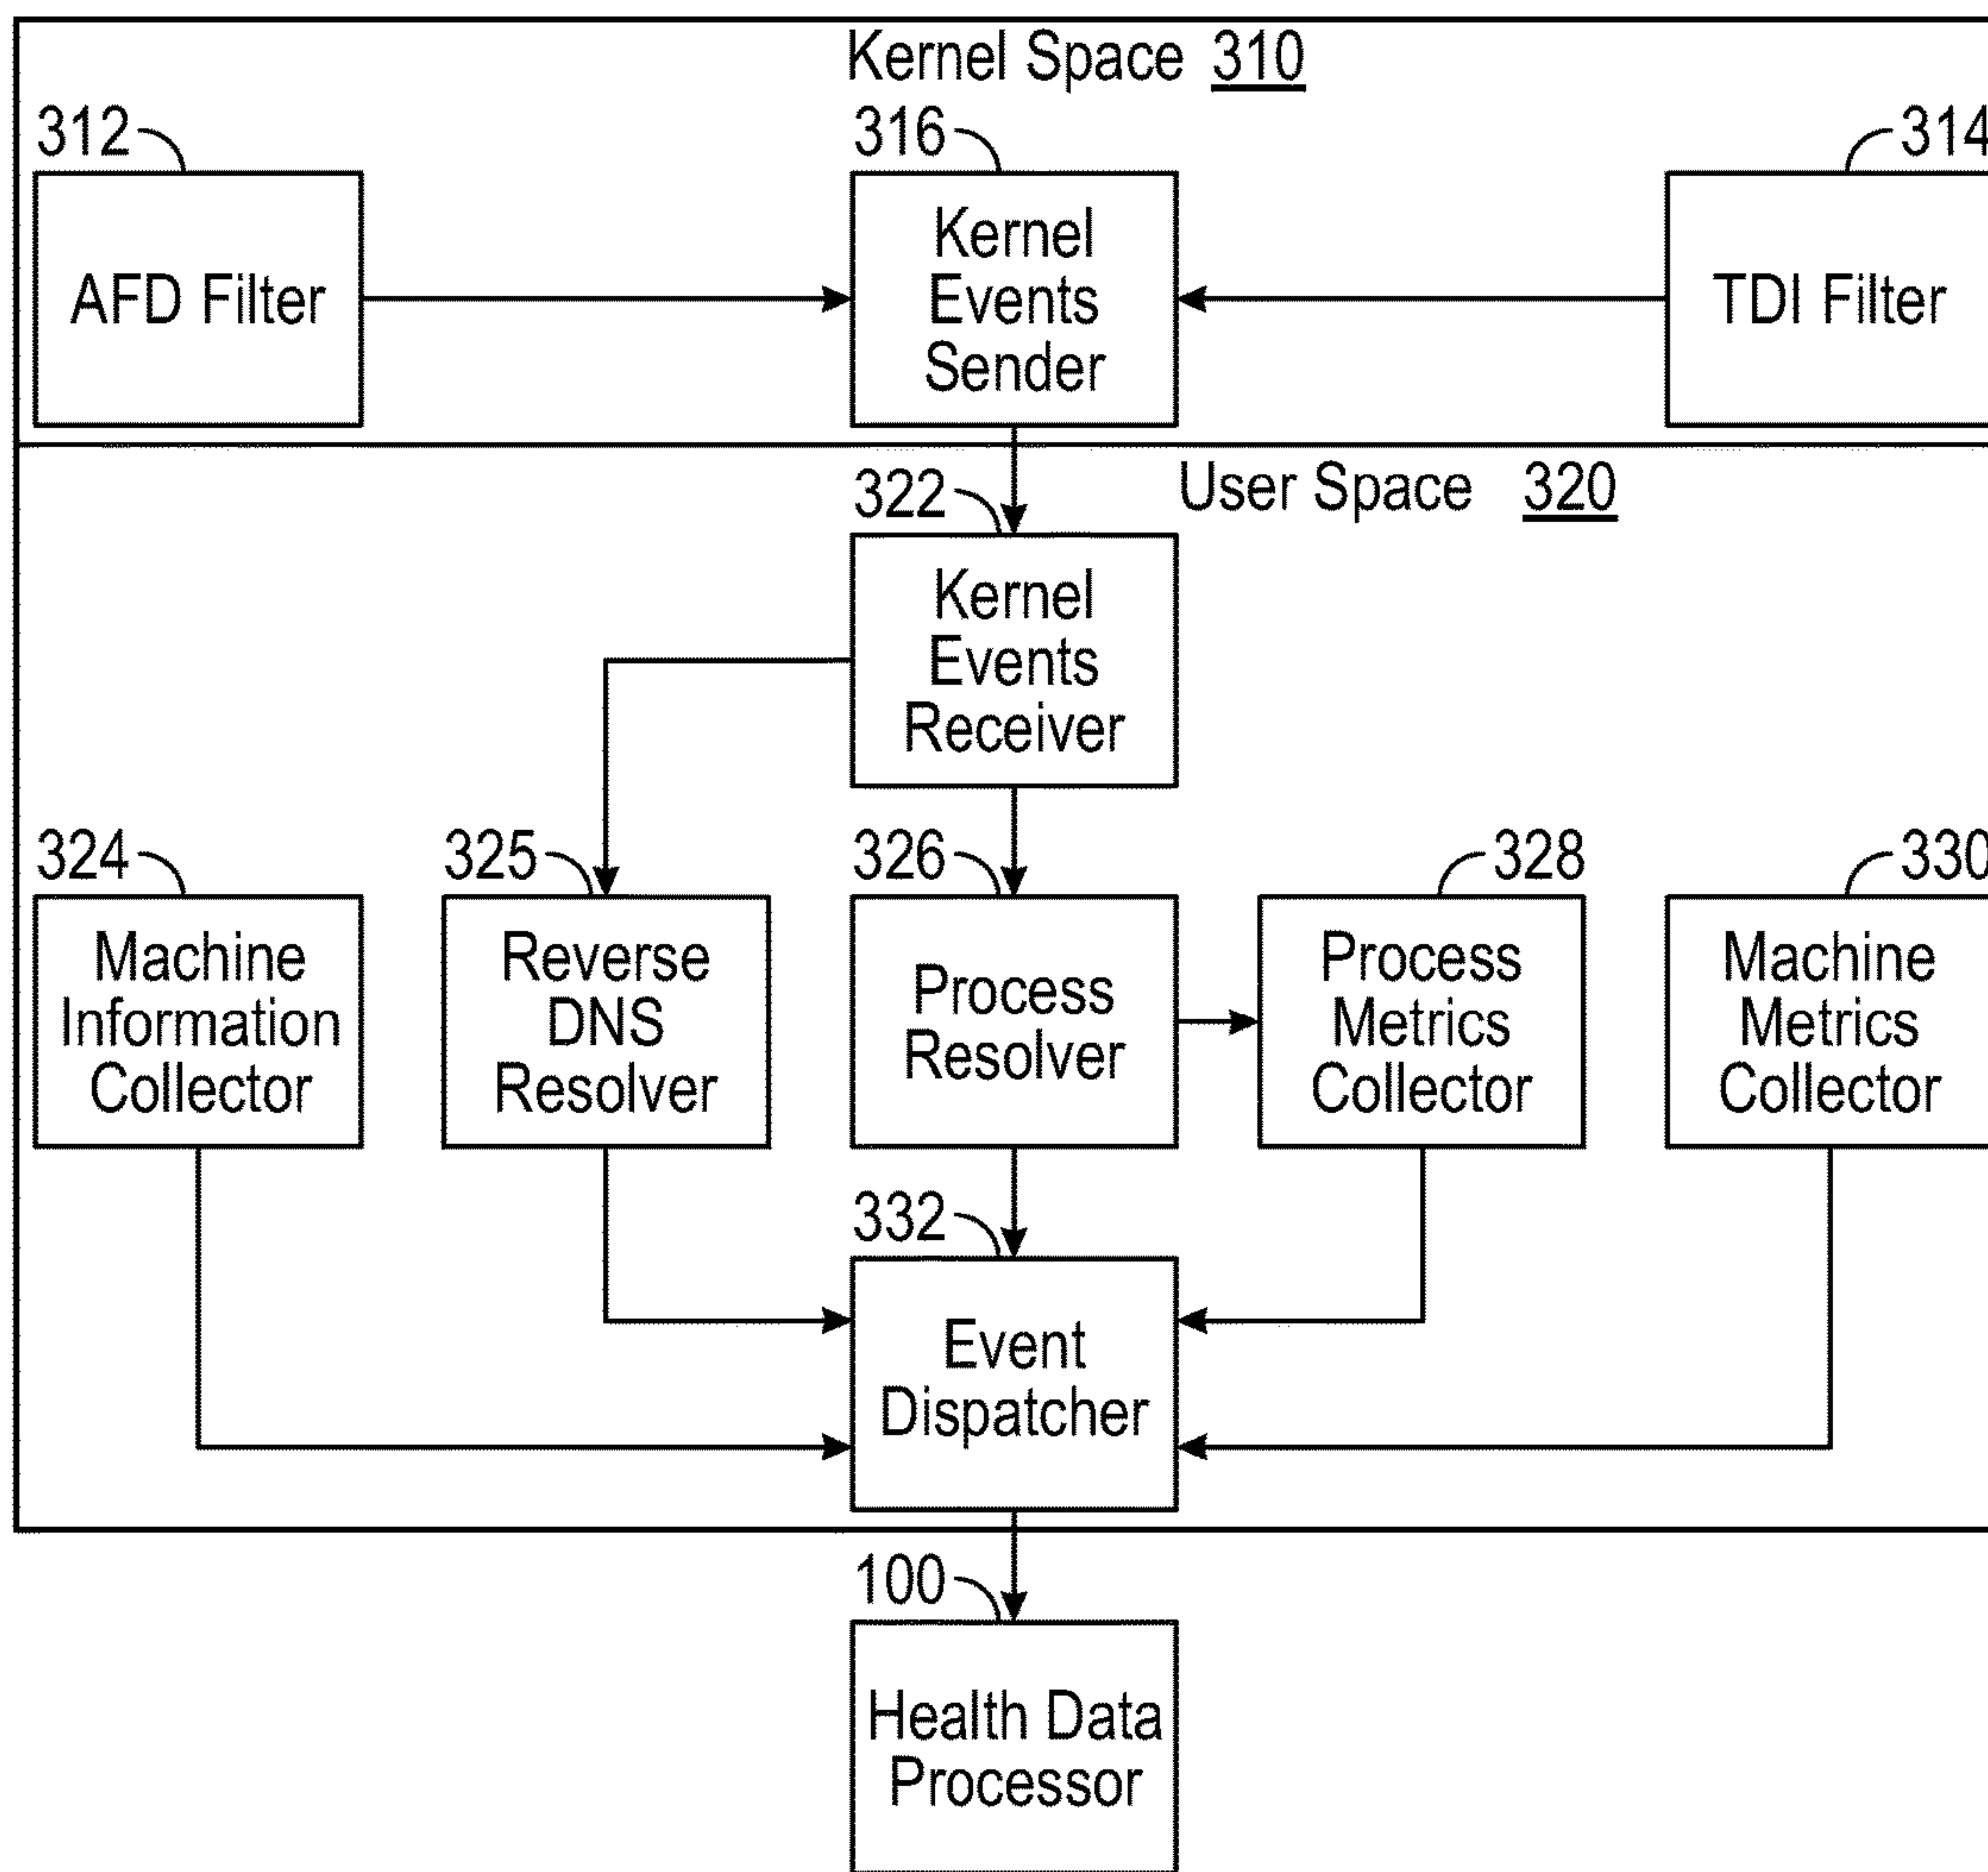 Kernel Space 310
312
316
314
AFD Filter
Kernel
Events
Sender
TDI Filter
322
User Space 320
Kernel
Events
Receiver
324
325
326
328
330
Machine
Information
Collector
Reverse
DNS
Resolver
Process
Resolver
Process
Metrics
Collector
Machine
Metrics
Collector
332
Event
Dispatcher
100
Health Data
Processor